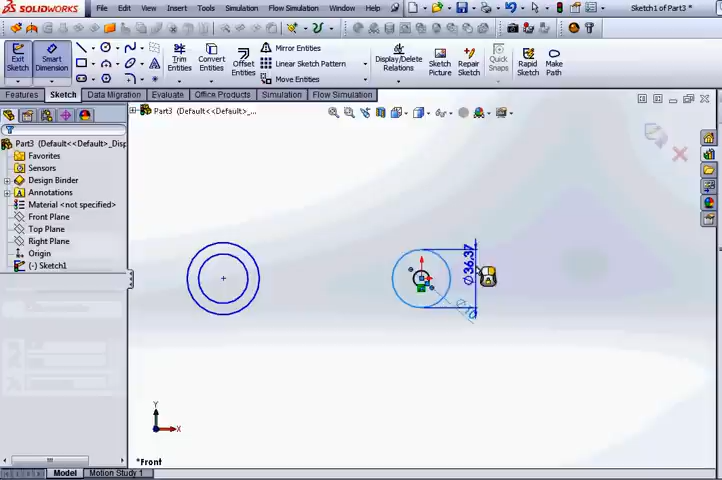 SOLIDWORKS File Edit View Insert Tools Simulation Flow Simulation Window Help Sketch1 of Part3 *
Exit Sketch Smart Dimension Trim Entities Convert Entities Offset Entities Mirror Entities Linear Sketch Pattern Move Entities Display/Delete Relations Sketch Picture Repair Sketch Quick Snaps Rapid Sketch Make Path
Features Sketch Data Migration Evaluate Office Products Simulation Flow Simulation
Part3 (Default<<Default>_...
Part3 (Default<<Default>_Disp
Favorites
Sensors
Design Binder
Annotations
Material <not specified>
Front Plane
Top Plane
Right Plane
Origin
(-) Sketch1
Ø36.37
Y
X
*Front
Model Motion Study 1